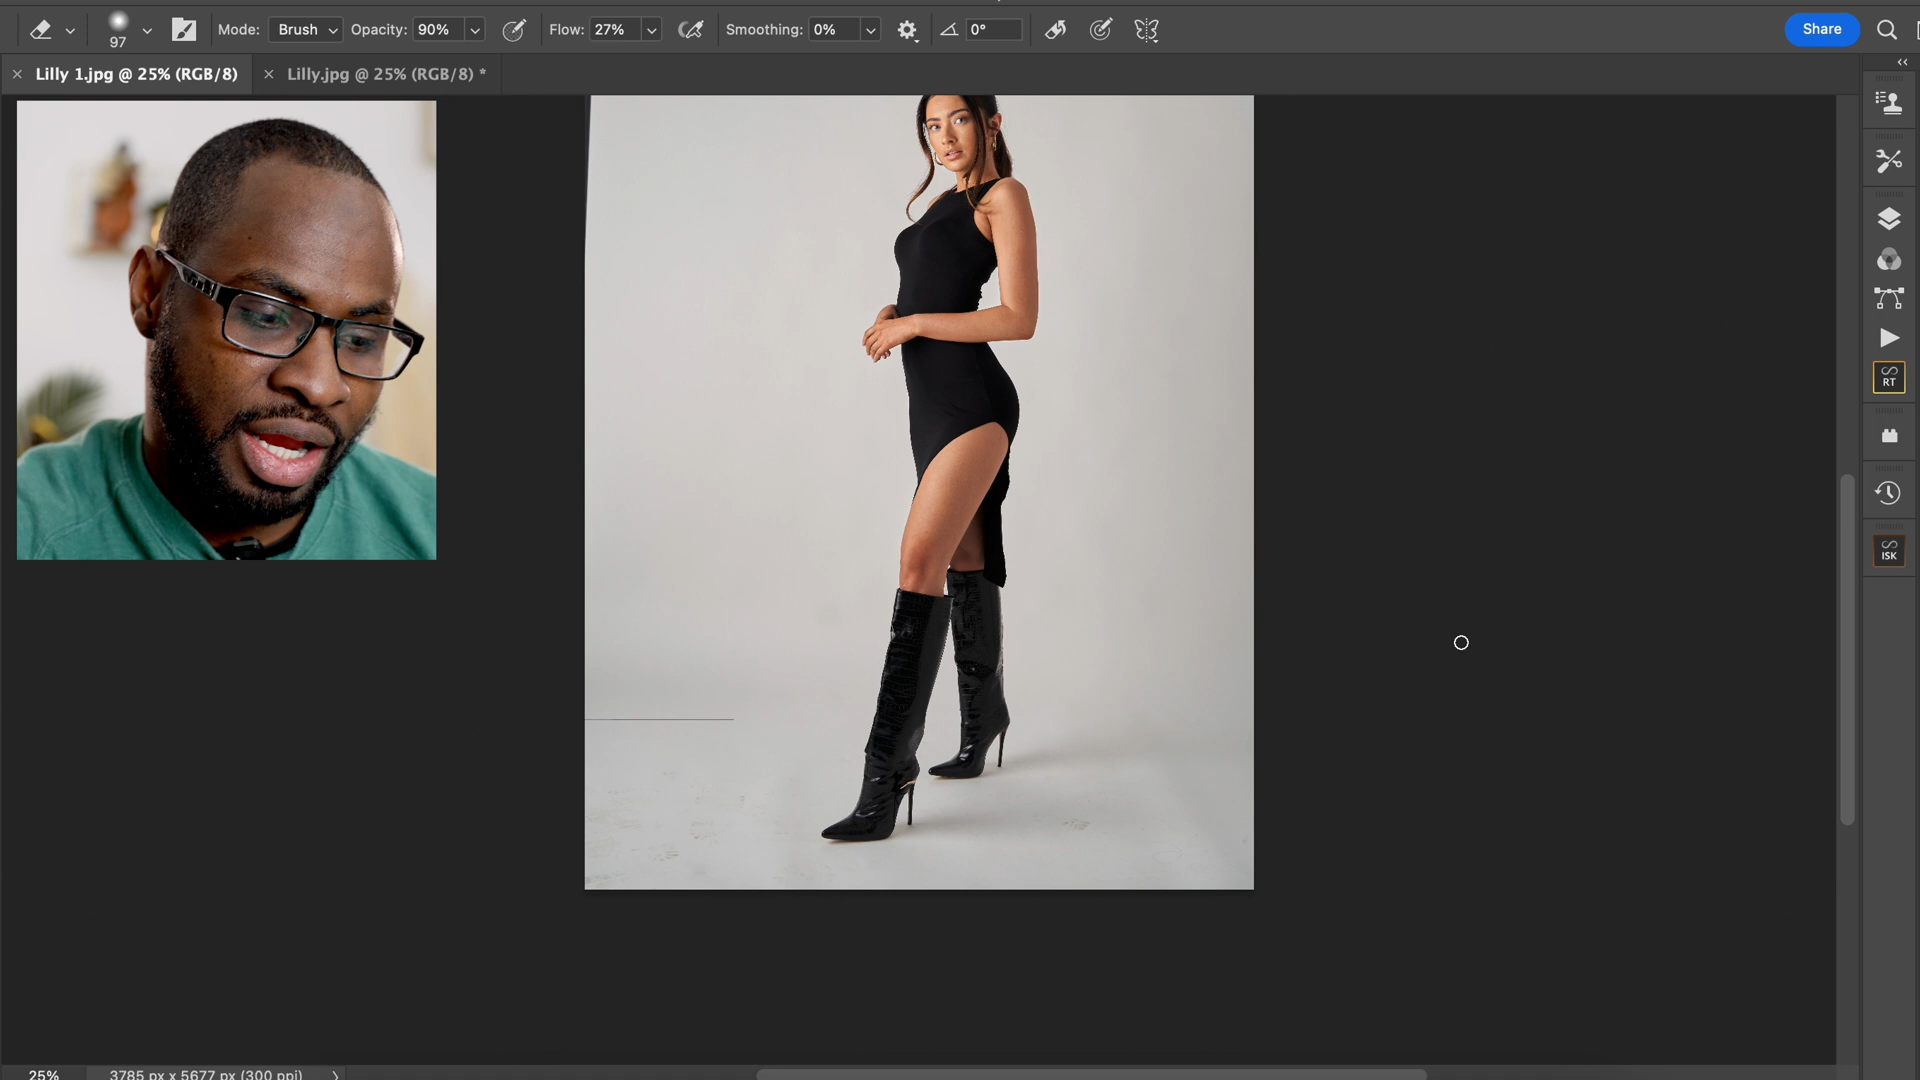 97 Mode: Brush Opacity: 90% Flow: 27% Smoothing: 0% 0° Share
Lilly 1.jpg @ 25% (RGB/8) Lilly.jpg @ 25% (RGB/8) *
RT
ISK
25% 3785 px x 5677 px (300 ppi)